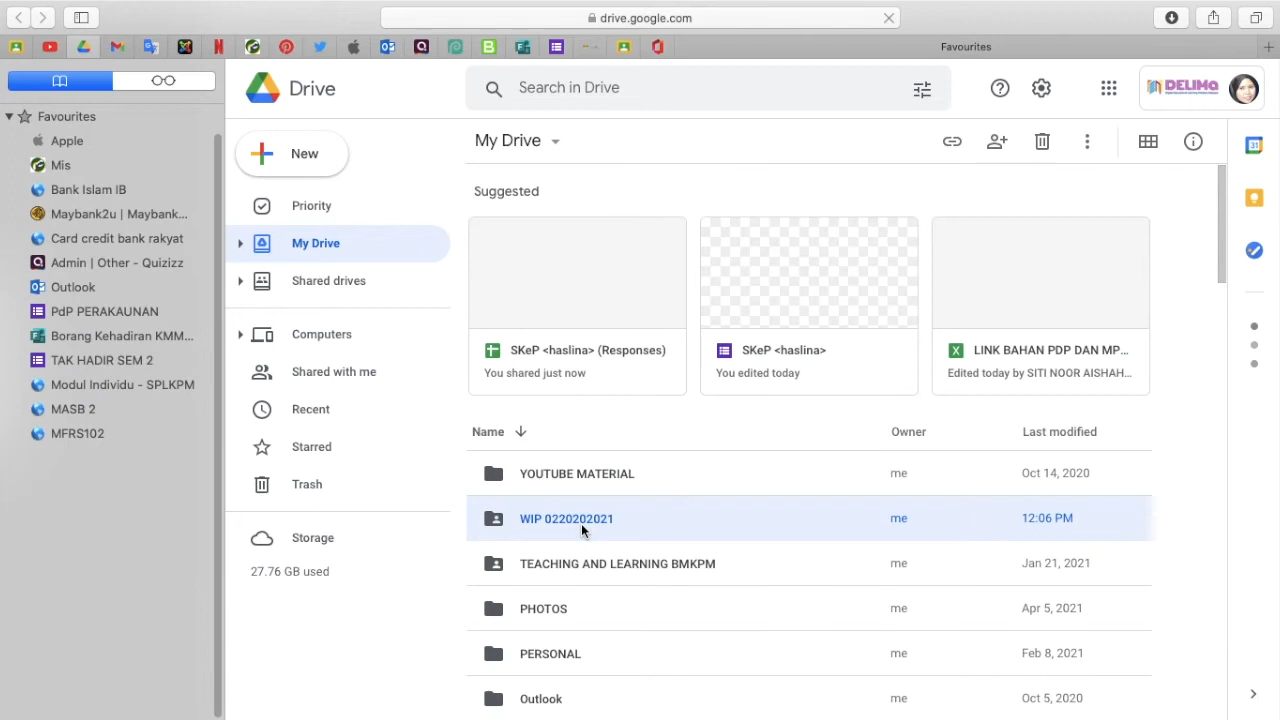 drive.google.com
Favourites
Favourites
Apple
Mis
Bank Islam IB
Maybank2u | Maybank...
Card credit bank rakyat
Admin | Other - Quizizz
Outlook
PdP PERAKAUNAN
Borang Kehadiran KMM...
TAK HADIR SEM 2
Modul Individu - SPLKPM
MASB 2
MFRS102
Drive
Search in Drive
DELIMa
New
Priority
My Drive
Shared drives
Computers
Shared with me
Recent
Starred
Trash
Storage
27.76 GB used
My Drive
Suggested
SKeP <haslina> (Responses)
You shared just now
SKeP <haslina>
You edited today
LINK BAHAN PDP DAN MP...
Edited today by SITI NOOR AISHAH...
Name Owner Last modified
YOUTUBE MATERIAL me Oct 14, 2020
WIP 0220202021 me 12:06 PM
TEACHING AND LEARNING BMKPM me Jan 21, 2021
PHOTOS me Apr 5, 2021
PERSONAL me Feb 8, 2021
Outlook me Oct 5, 2020
31